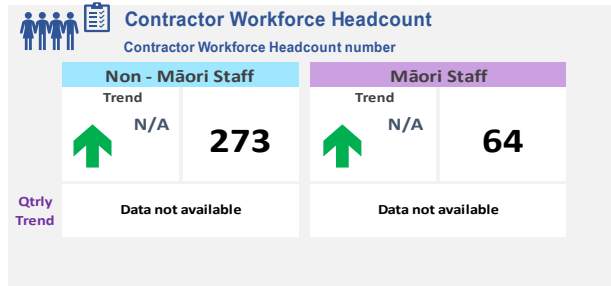 Contractor Workforce Headcount
Contractor Workforce Headcount number
Non - Māori Staff
Māori Staff
Trend
N/A
273
Trend
N/A
64
Qtrly
Trend
Data not available
Data not available